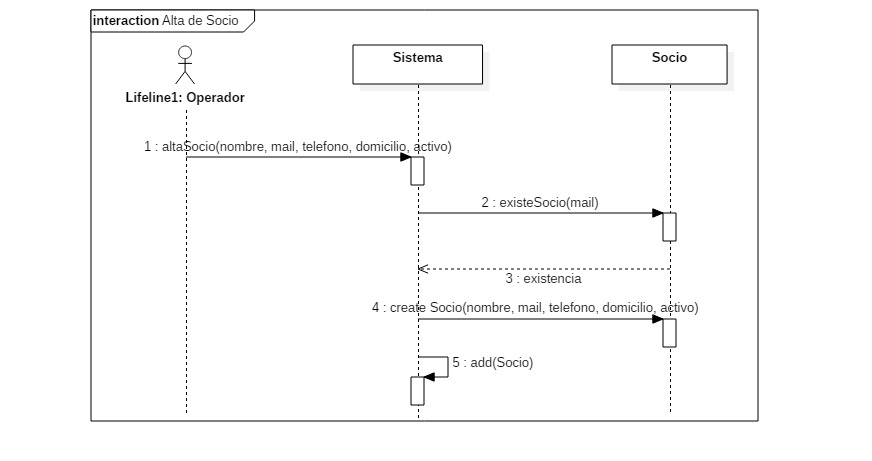 interaction Alta de Socio
Sistema
Socio
Lifeline1: Operador
1 : altaSocio(nombre, mail, telefono, domicilio, activo)
2 : existeSocio(mail)
3 : existencia
4 : create Socio(nombre, mail, telefono, domicilio, activo)
5 : add(Socio)